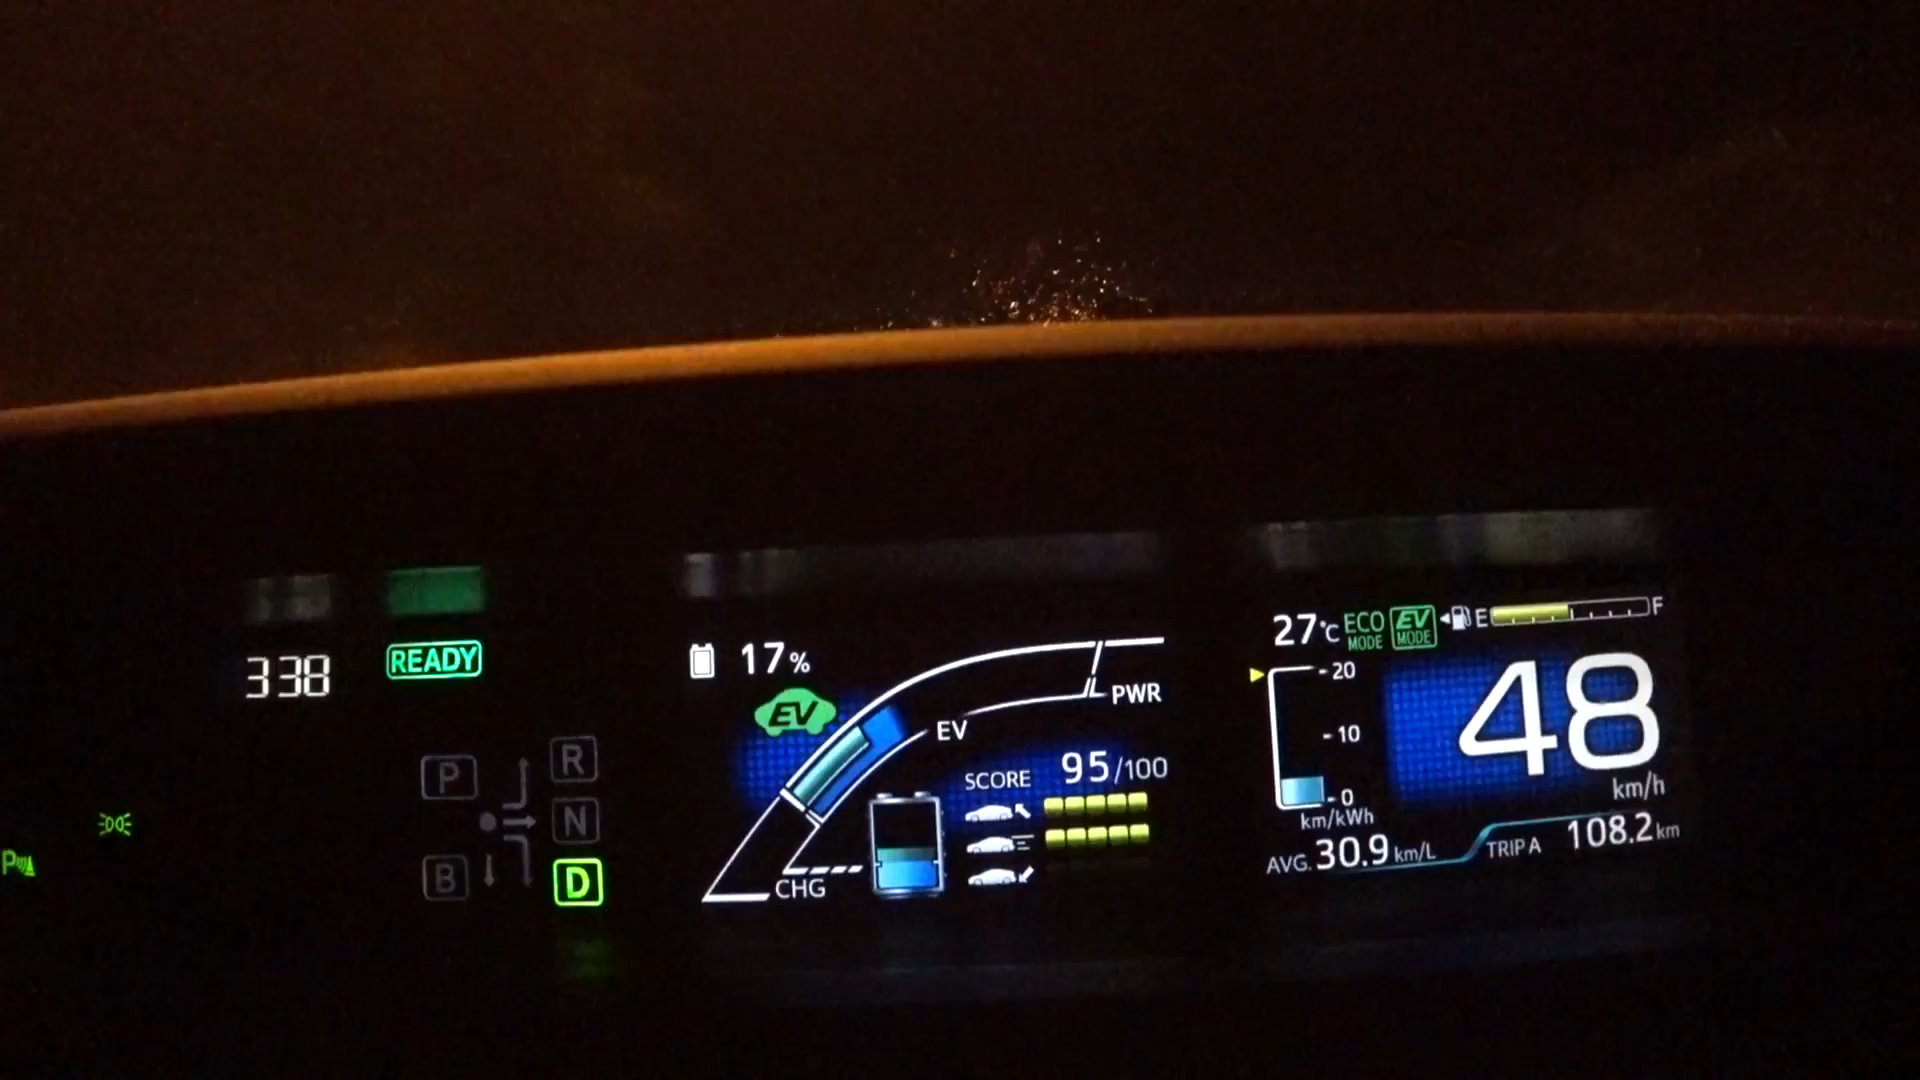 338
READY
P
R
N
B
D
P
17%
EV
PWR
EV
SCORE 95/100
CHG
27°C ECO MODE EV MODE E F
20
10
0
km/kWh
48
km/h
AVG. 30.9 km/L
TRIP A 108.2 km